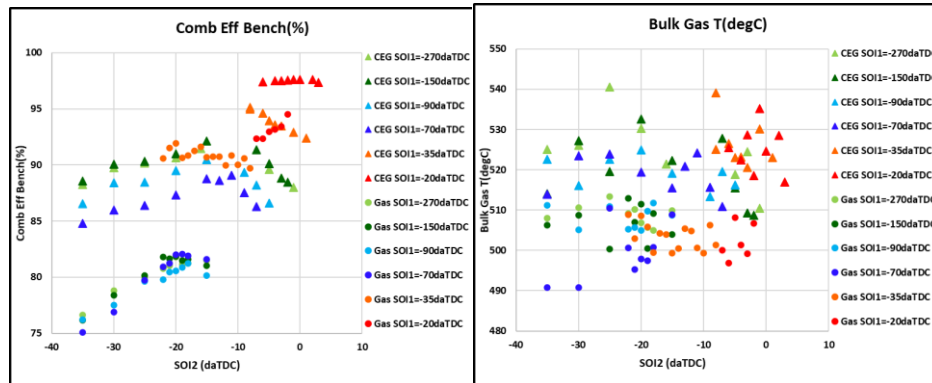 Comb Eff Bench(%)
100
95
90
85
80
75
Comb Eff Bench(%)
-40
-30
-20
-10
0
10
SOI2 (daTDC)
CEG SOI1=-270daTDC
CEG SOI1=-150daTDC
CEG SOI1=-90daTDC
CEG SOI1=-70daTDC
CEG SOI1=-35daTDC
CEG SOI1=-20daTDC
Gas SOI1=-270daTDC
Gas SOI1=-150daTDC
Gas SOI1=-90daTDC
Gas SOI1=-70daTDC
Gas SOI1=-35daTDC
Gas SOI1=-20daTDC
Bulk Gas T(degC)
550
540
530
520
510
500
490
480
Bulk Gas T(degC)
-40
-30
-20
-10
0
10
SOI2 (daTDC)
CEG SOI1=-270daTDC
CEG SOI1=-150daTDC
CEG SOI1=-90daTDC
CEG SOI1=-70daTDC
CEG SOI1=-35daTDC
CEG SOI1=-20daTDC
Gas SOI1=-270daTDC
Gas SOI1=-150daTDC
Gas SOI1=-90daTDC
Gas SOI1=-70daTDC
Gas SOI1=-35daTDC
Gas SOI1=-20daTDC